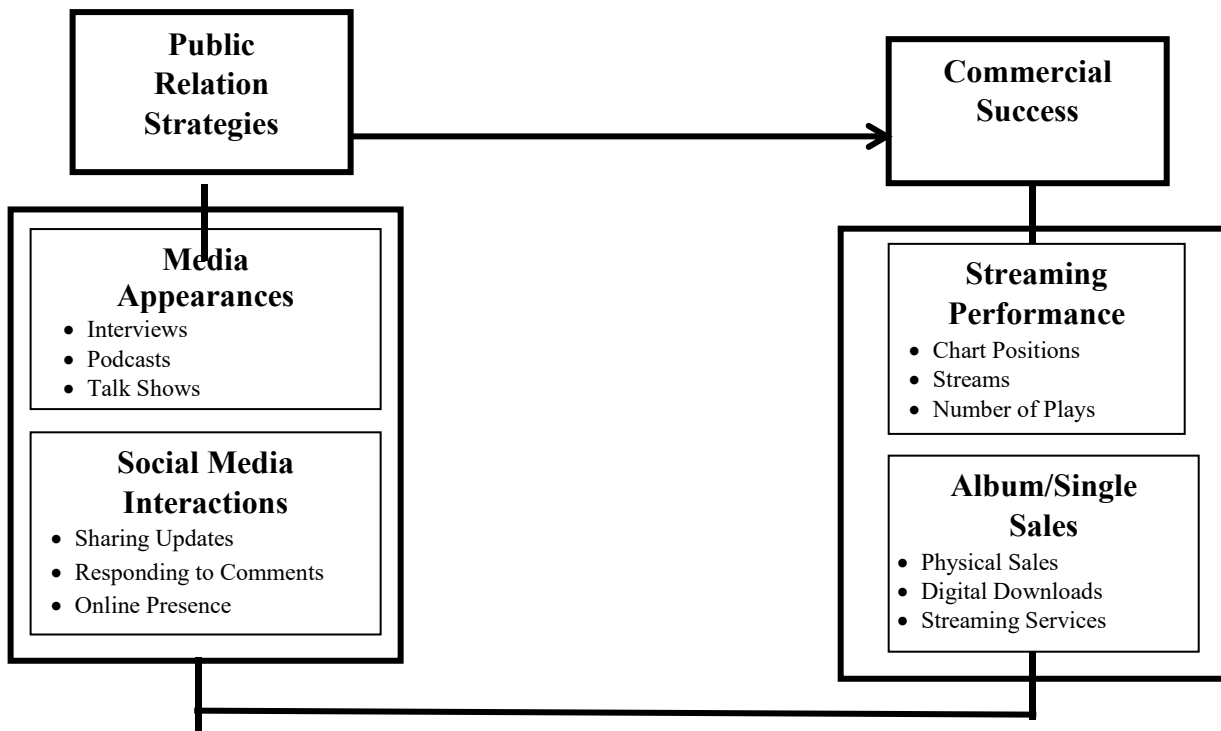 Public
Relation
Strategies
Commercial
Success
Media
Appearances
• Interviews
• Podcasts
• Talk Shows
Social Media
Interactions
• Sharing Updates
• Responding to Comments
• Online Presence
Streaming
Performance
• Chart Positions
• Streams
• Number of Plays
Album/Single
Sales
• Physical Sales
• Digital Downloads
• Streaming Services